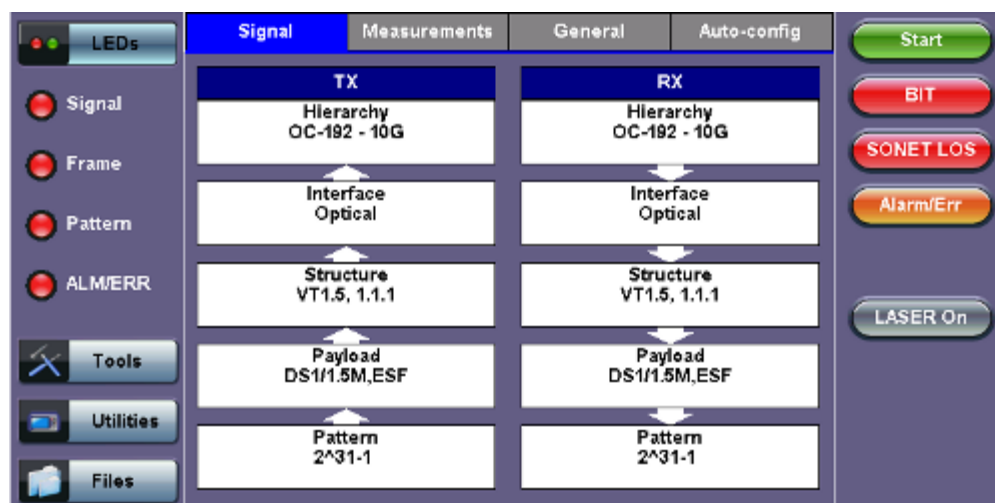 LEDs
Signal
Frame
Pattern
ALM/ERR
Tools
Utilities
Files
Signal
Measurements
General
Auto-config
TX
Hierarchy
OC-192 - 10G
Interface
Optical
Structure
VT1.5, 1.1.1
Payload
DS1/1.5M,ESF
Pattern
2^31-1
RX
Hierarchy
OC-192 - 10G
Interface
Optical
Structure
VT1.5, 1.1.1
Payload
DS1/1.5M,ESF
Pattern
2^31-1
Start
BIT
SONET LOS
Alarm/Err
LASER On